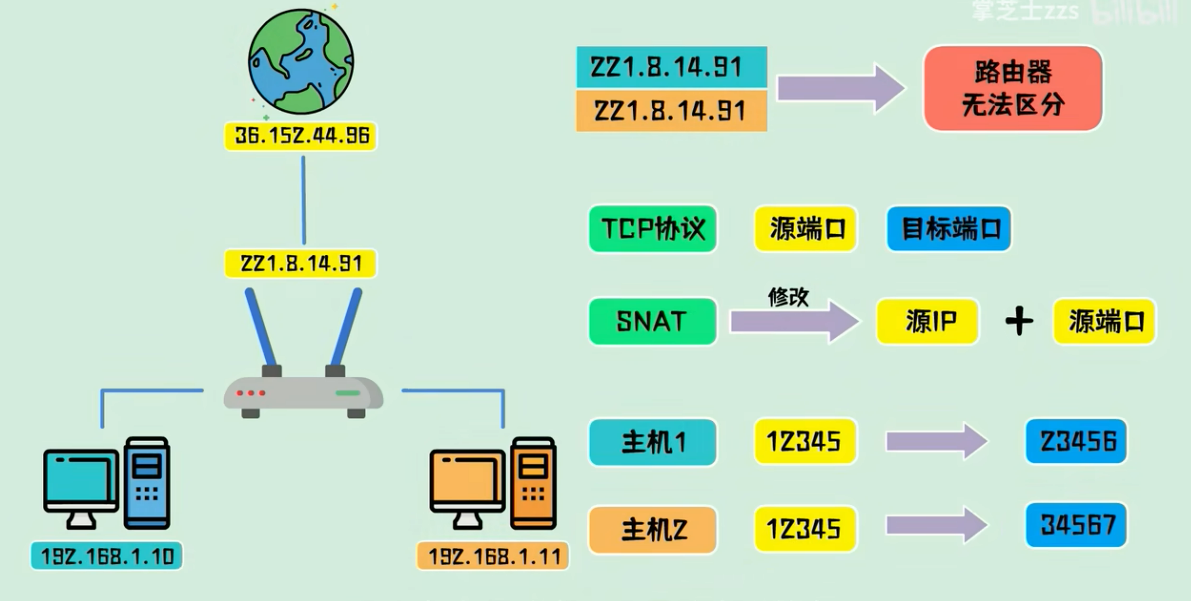 掌芝士zzs bilibili
36.152.44.96
221.8.14.91
192.168.1.10
192.168.1.11
221.8.14.91
221.8.14.91
路由器
无法区分
TCP协议 源端口 目标端口
SNAT 修改 源IP + 源端口
主机1 12345 23456
主机2 12345 34567